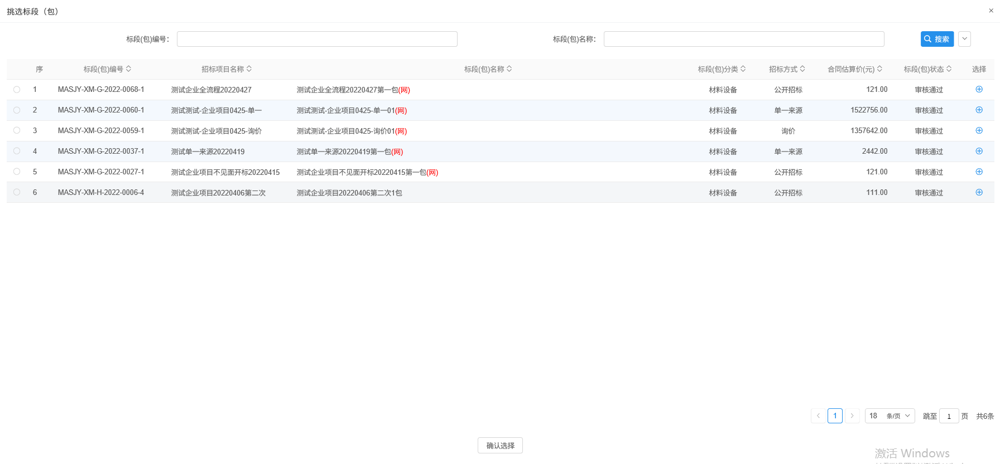 挑选标段（包）
标段(包)编号： 标段(包)名称： 搜索
序 标段(包)编号 招标项目名称 标段(包)名称 标段(包)分类 招标方式 合同估算价(元) 标段(包)状态 选择
1 MASJY-XM-G-2022-0068-1 测试企业全流程20220427 测试企业全流程20220427第一包(网) 材料设备 公开招标 121.00 审核通过
2 MASJY-XM-G-2022-0060-1 测试测试-企业项目0425-单一 测试测试-企业项目0425-单一01(网) 材料设备 单一来源 1522756.00 审核通过
3 MASJY-XM-G-2022-0059-1 测试测试-企业项目0425-询价 测试测试-企业项目0425-询价01(网) 材料设备 询价 1357642.00 审核通过
4 MASJY-XM-G-2022-0037-1 测试单一来源20220419 测试单一来源20220419第一包(网) 材料设备 单一来源 2442.00 审核通过
5 MASJY-XM-G-2022-0027-1 测试企业项目不见面开标20220415 测试企业项目不见面开标20220415第一包(网) 材料设备 公开招标 121.00 审核通过
6 MASJY-XM-H-2022-0006-4 测试企业项目20220406第二次 测试企业项目20220406第二次1包 材料设备 公开招标 111.00 审核通过
1 18 条/页 跳至 1 页 共6条
确认选择
激活 Windows